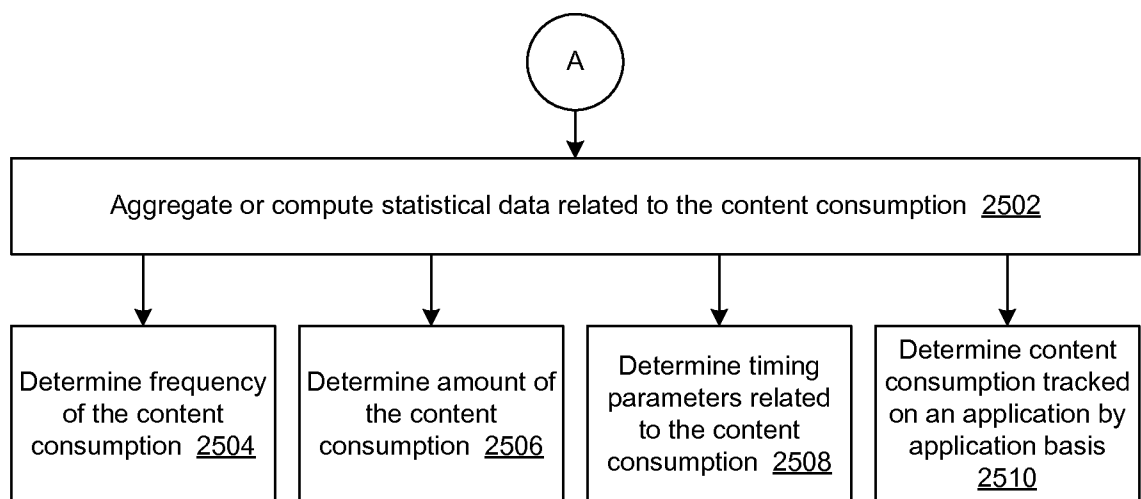 A
Aggregate or compute statistical data related to the content consumption 2502
Determine frequency
of the content
consumption 2504
Determine amount of
the content
consumption 2506
Determine timing
parameters related
to the content
consumption 2508
Determine content
consumption tracked
on an application by
application basis
2510